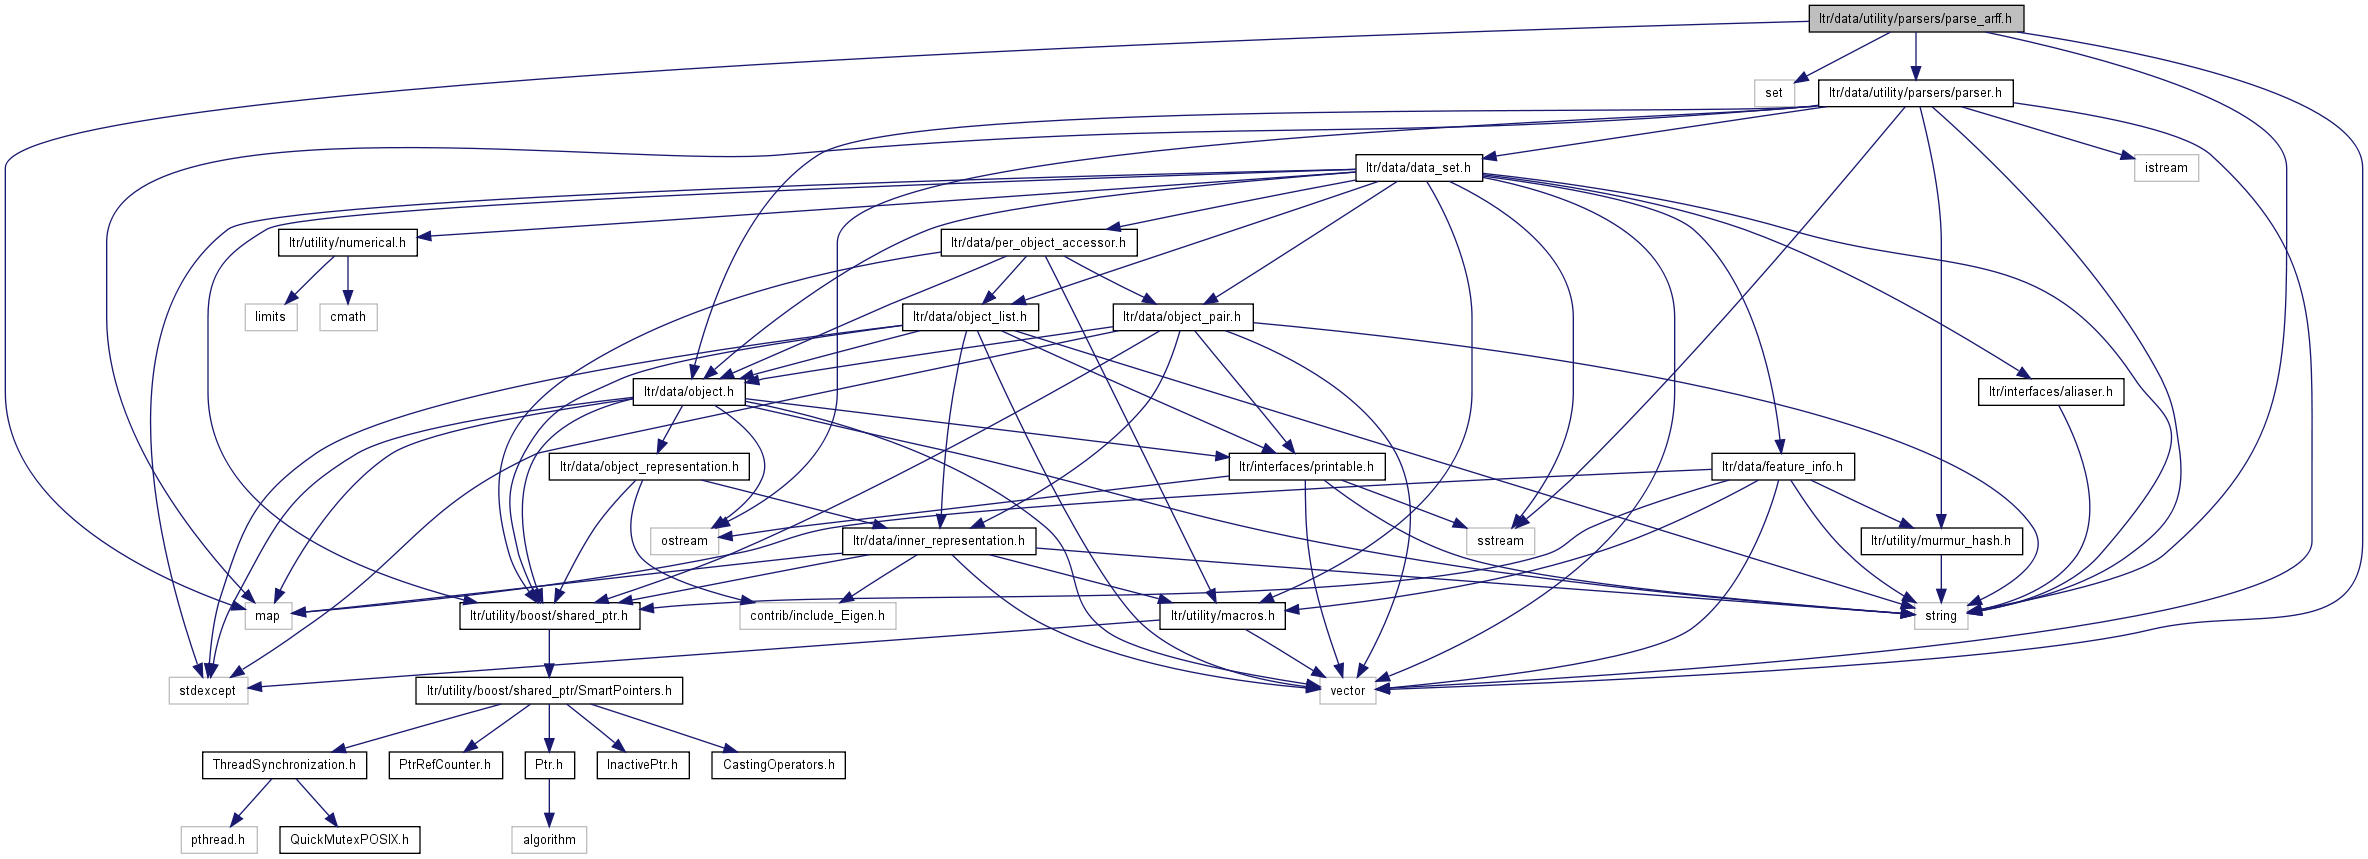 ltr/data/utility/parsers/parse_arff.h
set
ltr/data/utility/parsers/parser.h
ltr/data/data_set.h
istream
ltr/utility/numerical.h
ltr/data/per_object_accessor.h
limits
cmath
ltr/data/object_list.h
ltr/data/object_pair.h
ltr/data/object.h
ltr/interfaces/aliaser.h
ltr/data/object_representation.h
ltr/interfaces/printable.h
ltr/data/feature_info.h
ostream
ltr/data/inner_representation.h
sstream
ltr/utility/murmur_hash.h
map
ltr/utility/boost/shared_ptr.h
contrib/include_Eigen.h
ltr/utility/macros.h
string
stdexcept
ltr/utility/boost/shared_ptr/SmartPointers.h
vector
ThreadSynchronization.h
PtrRefCounter.h
Ptr.h
InactivePtr.h
CastingOperators.h
pthread.h
QuickMutexPOSIX.h
algorithm